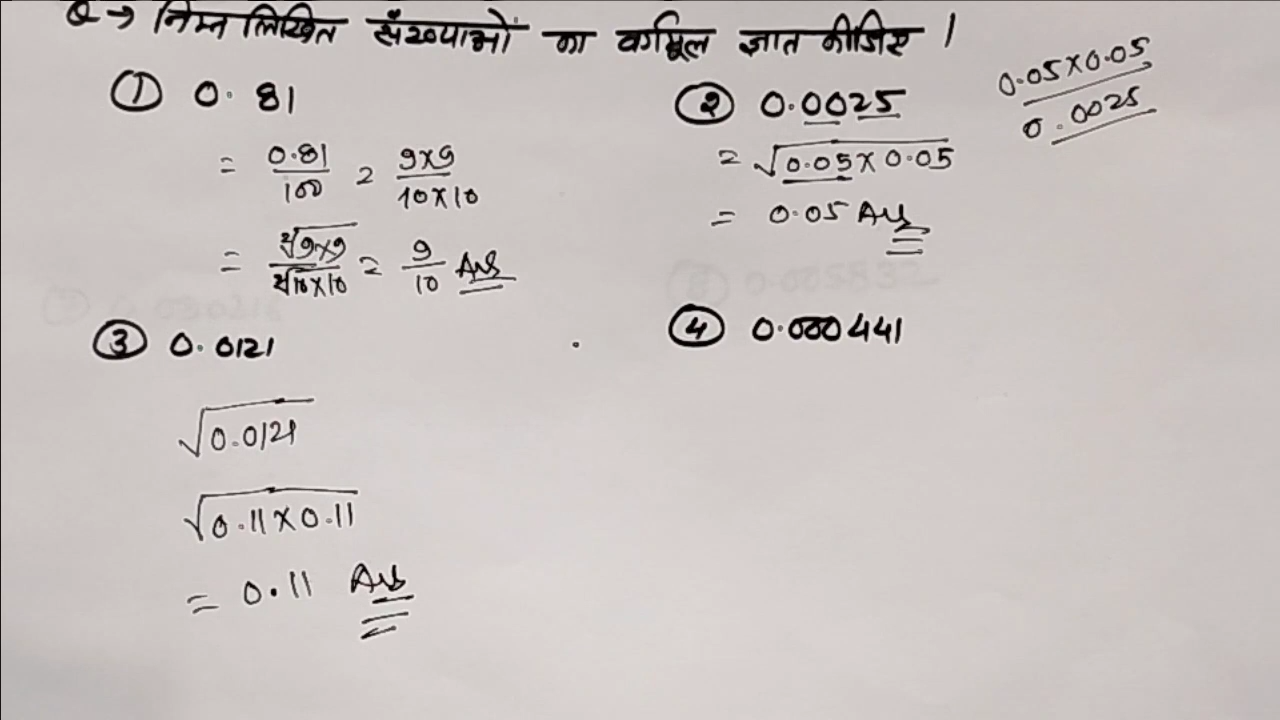 Q → निम्न लिखित संख्याओं का वर्गमूल ज्ञात कीजिए ।
① 0.81
= 0.81/100 = 9×9/10×10
= ²√9×9/²√10×10 = 9/10 Ans
② 0.0025
= √0.05×0.05
= 0.05 Ans
0.05×0.05
0.0025
③ 0.0121
√0.0121
√0.11×0.11
= 0.11 Ans
④ 0.000441